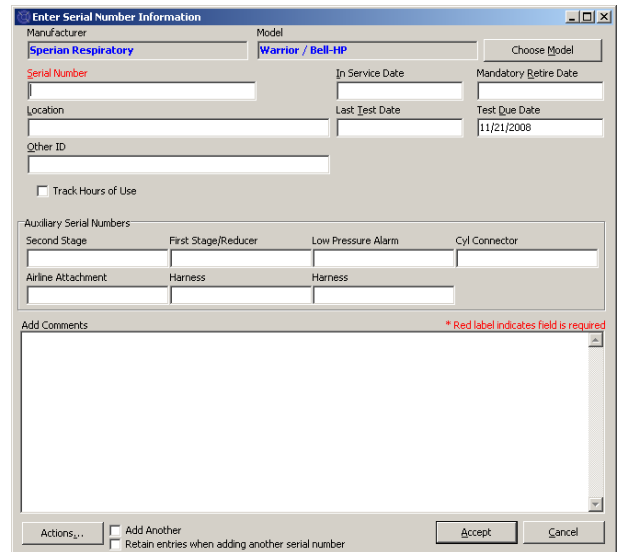 Enter Serial Number Information
Manufacturer Model
Sperian Respiratory Warrior / Bell-HP Choose Model
Serial Number In Service Date Mandatory Retire Date
Location Last Test Date Test Due Date
11/21/2008
Other ID
Track Hours of Use
Auxiliary Serial Numbers
Second Stage First Stage/Reducer Low Pressure Alarm Cyl Connector
Airline Attachment Harness Harness
Add Comments * Red label indicates field is required
Actions... Add Another Accept Cancel
Retain entries when adding another serial number